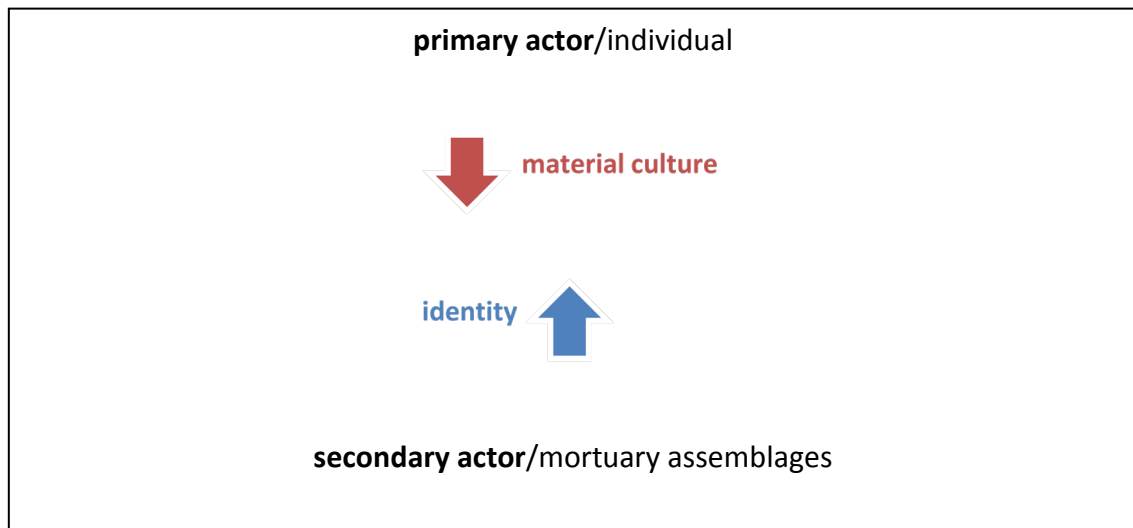 primary actor/individual
material culture
identity
secondary actor/mortuary assemblages